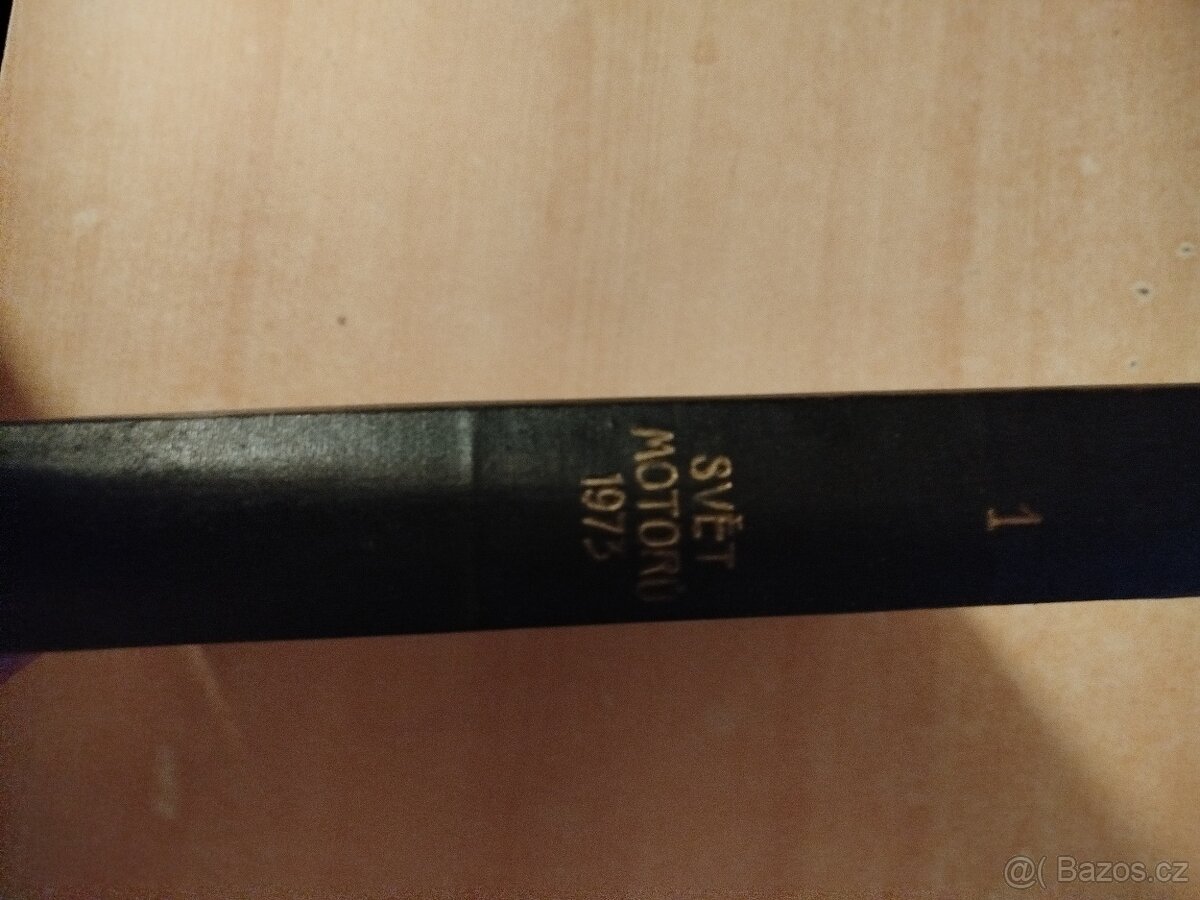 1
SVĚT
MOTORŮ
1973
@( Bazos.cz